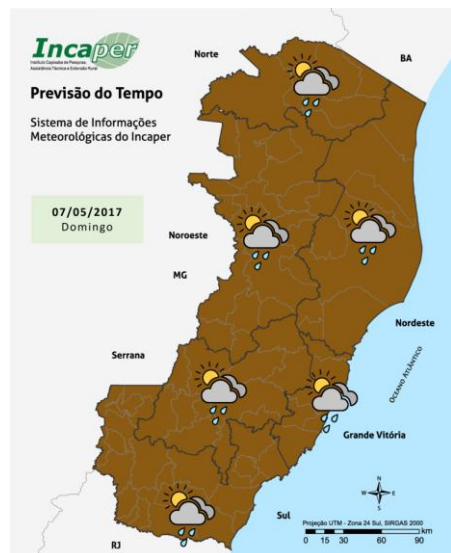 Incaper
Instituto Capixaba de Pesquisa,
Assistência Técnica e Extensão Rural
Previsão do Tempo
Sistema de Informações
Meteorológicas do Incaper
07/05/2017
Domingo
Norte
BA
Noroeste
MG
Nordeste
Serrana
OCEANO ATLÂNTICO
Grande Vitória
Sul
RJ
N
W E
S
Projeção UTM - Zona 24 Sul, SIRGAS 2000
km
0 15 30 60 90